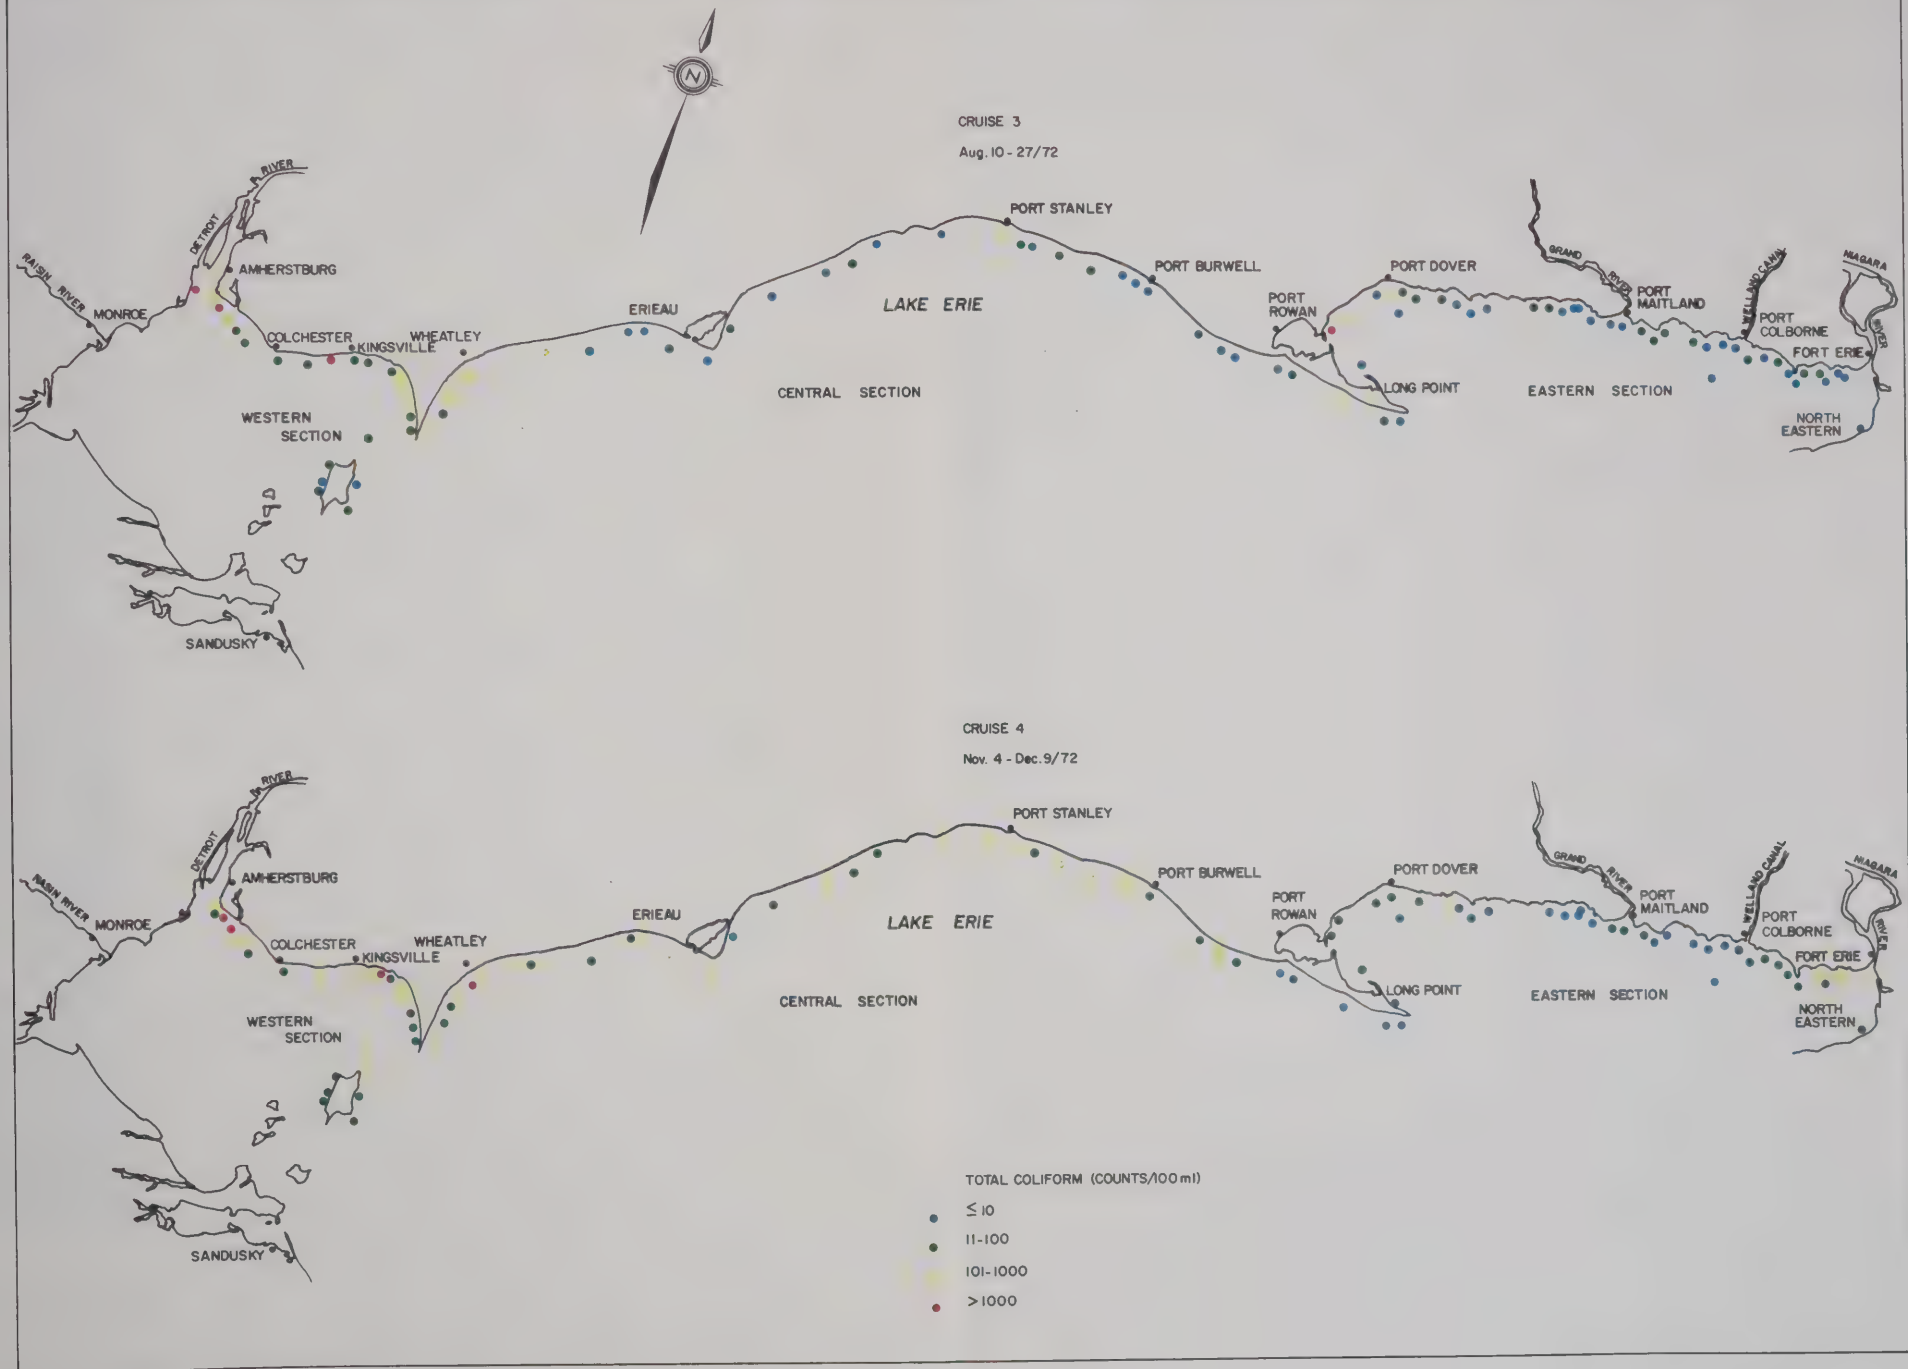 N
CRUISE 3
Aug. 10 - 27/72
RIVER
DETROIT
PORT STANLEY
RAISIN
RIVER
AMHERSTBURG
MONROE
PORT BURWELL
PORT DOVER
GRAND
RIVER
WELLAND CANAL
NIAGARA
RIVER
ERIEAU
LAKE ERIE
PORT
ROWAN
PORT
MAITLAND
PORT
COLBORNE
COLCHESTER
KINGSVILLE
WHEATLEY
FORT ERIE
CENTRAL SECTION
LONG POINT
EASTERN SECTION
WESTERN
SECTION
NORTH
EASTERN
SANDUSKY
CRUISE 4
Nov. 4 - Dec. 9/72
RIVER
DETROIT
PORT STANLEY
RASIN RIVER
AMHERSTBURG
MONROE
PORT BURWELL
PORT DOVER
GRAND
RIVER
WELLAND CANAL
NIAGARA
RIVER
ERIEAU
LAKE ERIE
PORT
ROWAN
PORT
MAITLAND
PORT
COLBORNE
COLCHESTER
KINGSVILLE
WHEATLEY
FORT ERIE
CENTRAL SECTION
LONG POINT
EASTERN SECTION
WESTERN
SECTION
NORTH
EASTERN
SANDUSKY
TOTAL COLIFORM (COUNTS/100 ml)
≤ 10
11-100
101-1000
> 1000